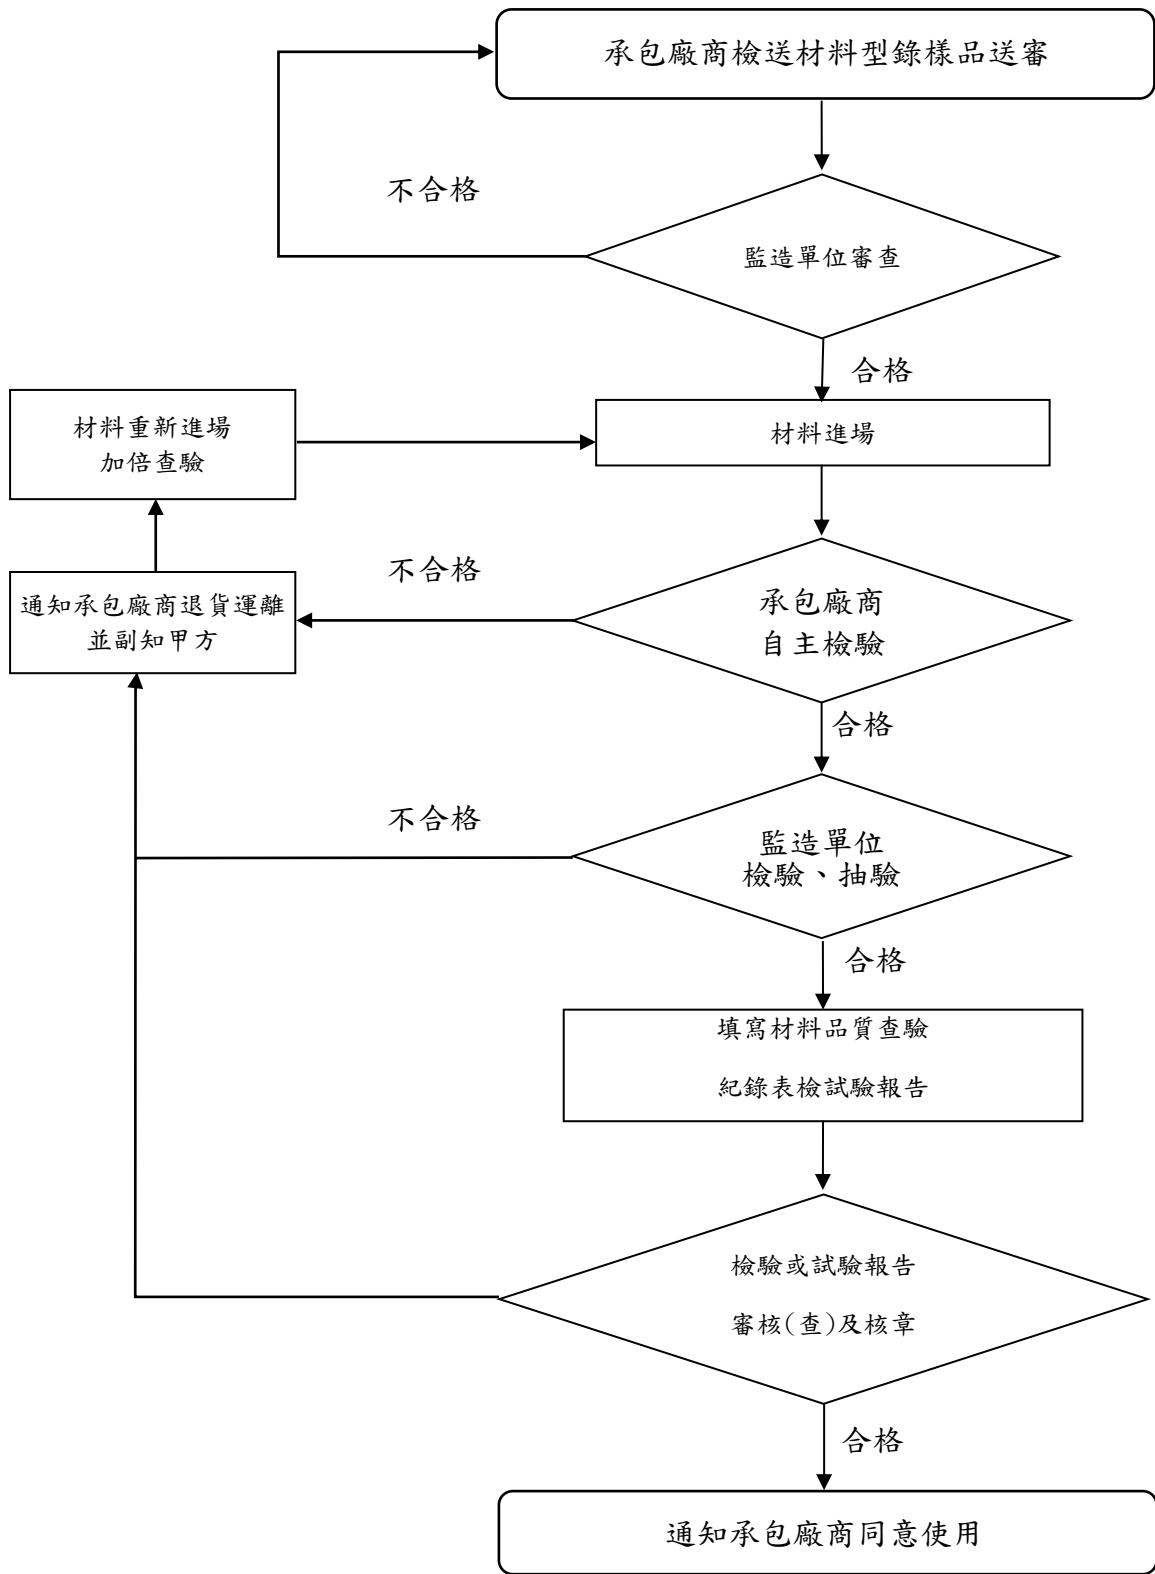 承包廠商檢送材料型錄樣品送審
不合格
監造單位審查
合格
材料重新進場
加倍查驗
材料進場
不合格
通知承包廠商退貨運離
並副知甲方
承包廠商
自主檢驗
合格
不合格
監造單位
檢驗、抽驗
合格
填寫材料品質查驗
紀錄表檢試驗報告
檢驗或試驗報告
審核(查)及核章
合格
通知承包廠商同意使用